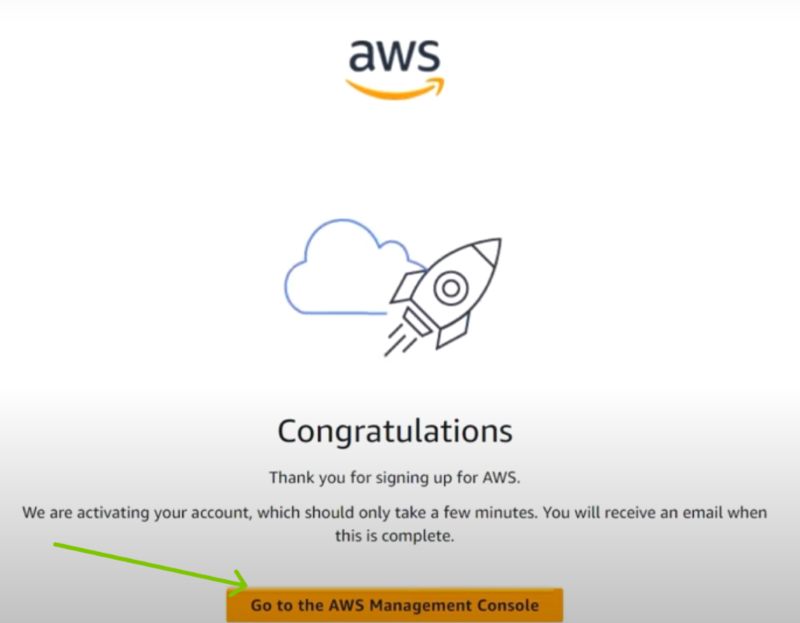 aws
Congratulations
Thank you for signing up for AWS.
We are activating your account, which should only take a few minutes. You will receive an email when
this is complete.
Go to the AWS Management Console